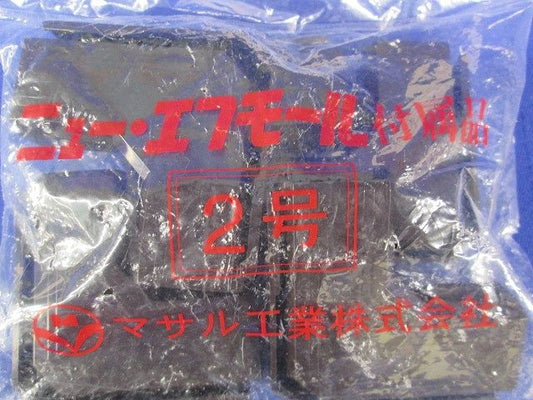 ニュー・エフモール付属品
2号
マサル工業株式会社